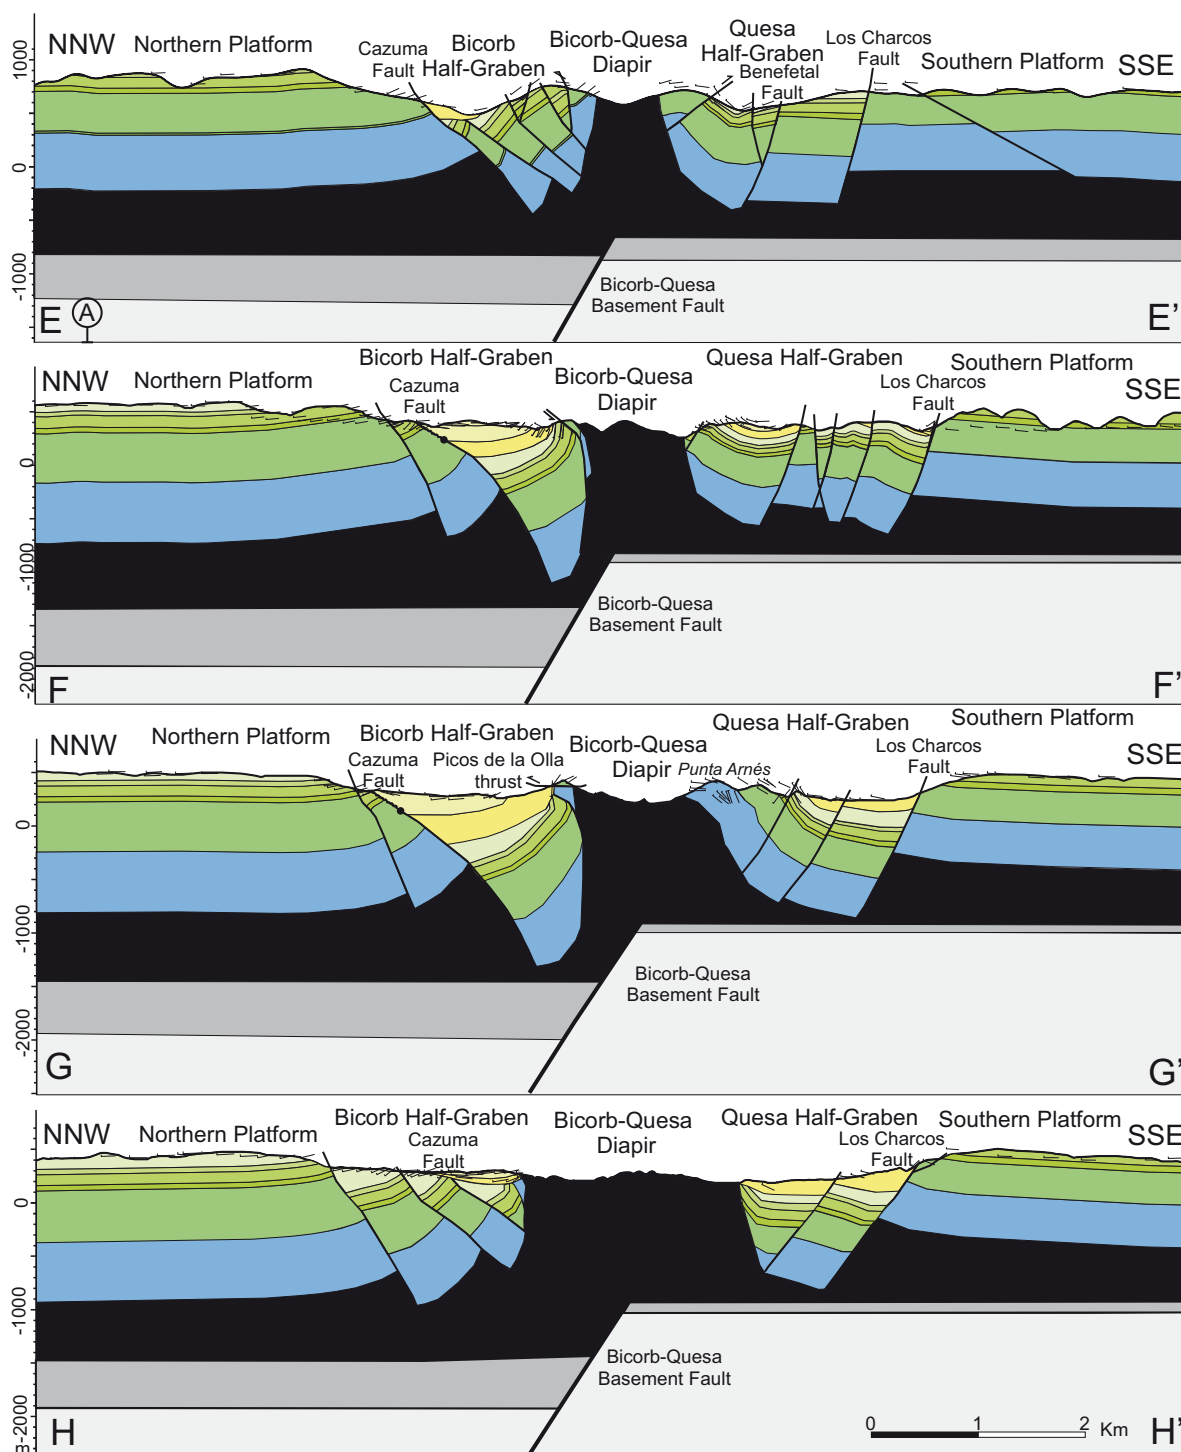 NNW
Northern Platform
Cazuma
Fault
Bicorb
Half-Graben
Bicorb-Quesa
Diapir
Quesa
Half-Graben
Benefetal
Fault
Los Charcos
Fault
Southern Platform
SSE
1000
0
-1000
Bicorb-Quesa
Basement Fault
E
A
E'
NNW
Northern Platform
Bicorb Half-Graben
Cazuma
Fault
Bicorb-Quesa
Diapir
Quesa Half-Graben
Los Charcos
Fault
Southern Platform
SSE
0
-1000
-2000
Bicorb-Quesa
Basement Fault
F
F'
NNW
Northern Platform
Bicorb Half-Graben
Cazuma
Fault
Picos de la Olla
thrust
Bicorb-Quesa
Diapir
Punta Arnés
Quesa Half-Graben
Los Charcos
Fault
Southern Platform
SSE
0
-1000
-2000
Bicorb-Quesa
Basement Fault
G
G'
NNW
Northern Platform
Bicorb Half-Graben
Cazuma
Fault
Bicorb-Quesa
Diapir
Quesa Half-Graben
Los Charcos
Fault
Southern Platform
SSE
0
-1000
m-2000
Bicorb-Quesa
Basement Fault
0 1 2 Km
H
H'